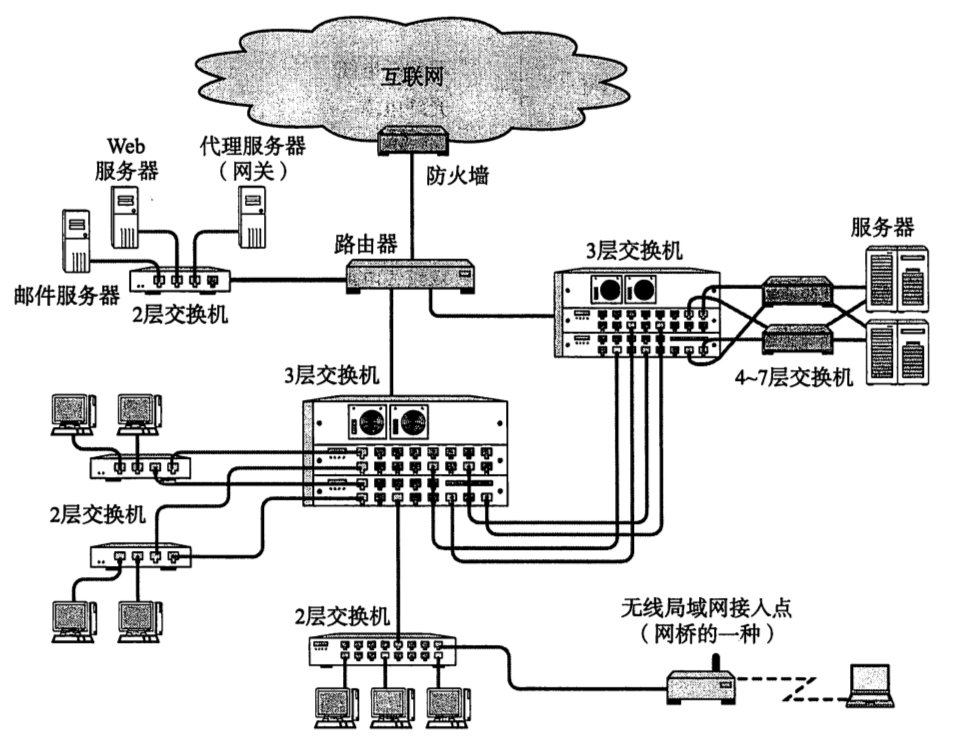 互联网
防火墙
Web
服务器
代理服务器
（网关）
邮件服务器
2层交换机
路由器
3层交换机
服务器
4~7层交换机
3层交换机
2层交换机
2层交换机
无线局域网接入点
（网桥的一种）